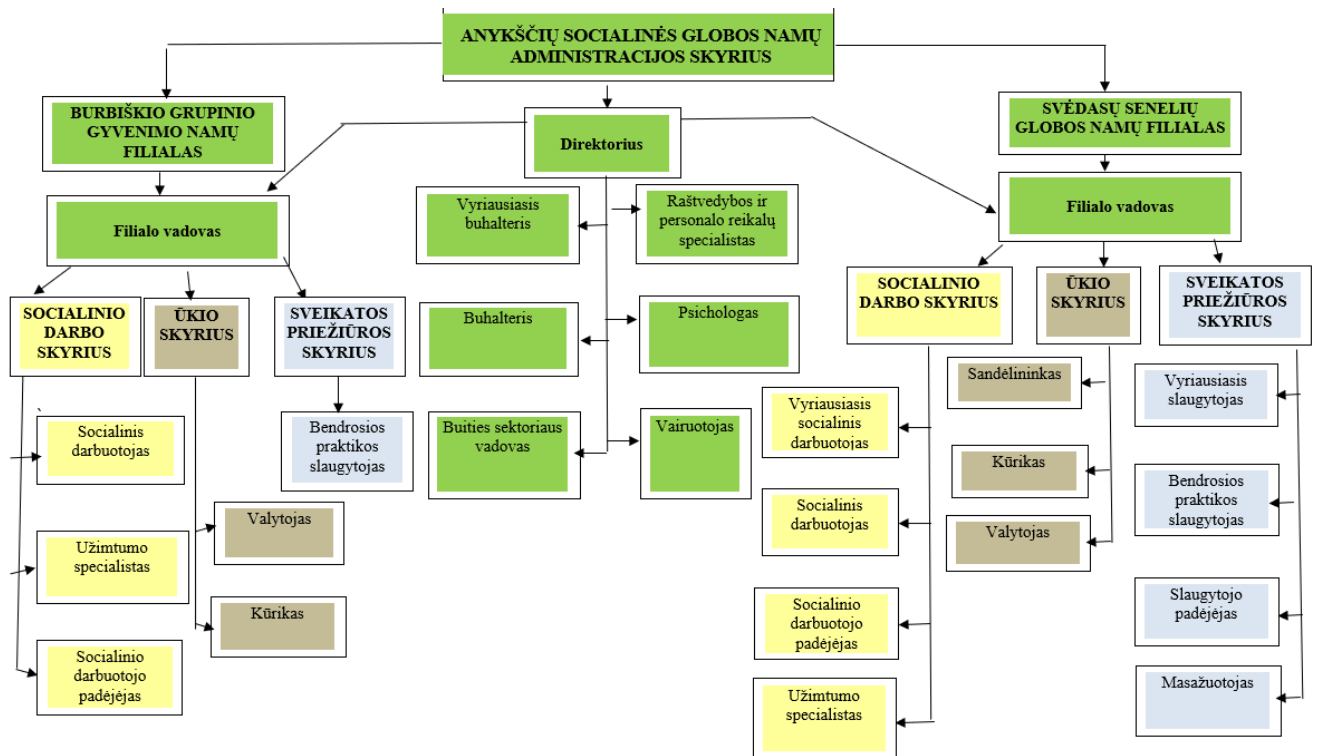 ANYKŠČIŲ SOCIALINĖS GLOBOS NAMŲ
ADMINISTRACIJOS SKYRIUS
BURBIŠKIO GRUPINIO
GYVENIMO NAMŲ
FILIALAS
Direktorius
SVĖDASŲ SENELIŲ
GLOBOS NAMŲ FILIALAS
Filialo vadovas
Vyriausiasis
buhalteris
Raštvedybos ir
personalo reikalų
specialistas
Filialo vadovas
SOCIALINIO
DARBO
SKYRIUS
ŪKIO
SKYRIUS
SVEIKATOS
PRIEŽIŪROS
SKYRIUS
Buhalteris
Psichologas
SOCIALINIO
DARBO SKYRIUS
ŪKIO
SKYRIUS
SVEIKATOS
PRIEŽIŪROS
SKYRIUS
Socialinis
darbuotojas
Bendrosios
praktikos
slaugytojas
Buities sektoriaus
vadovas
Vairuotojas
Vyriausiasis
socialinis
darbuotojas
Sandėlininkas
Vyriausiasis
slaugytojas
Užimtumo
specialistas
Valytojas
Socialinis
darbuotojas
Kūrikas
Bendrosios
praktikos
slaugytojas
Valytojas
Socialinio
darbuotojo
padėjėjas
Kūrikas
Socialinio
darbuotojo
padėjėjas
Slaugytojo
padėjėjas
Užimtumo
specialistas
Masažuotojas